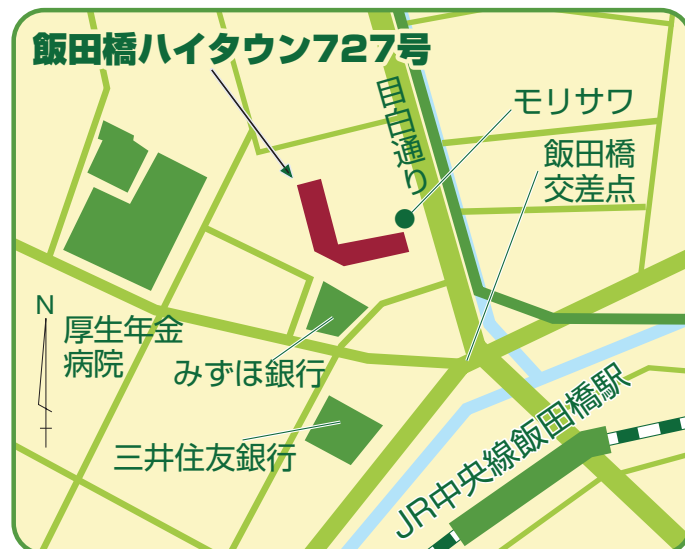 飯田橋ハイタウン727号
目白通り
モリサワ
飯田橋
交差点
N
厚生年金
病院
みずほ銀行
三井住友銀行
JR中央線飯田橋駅